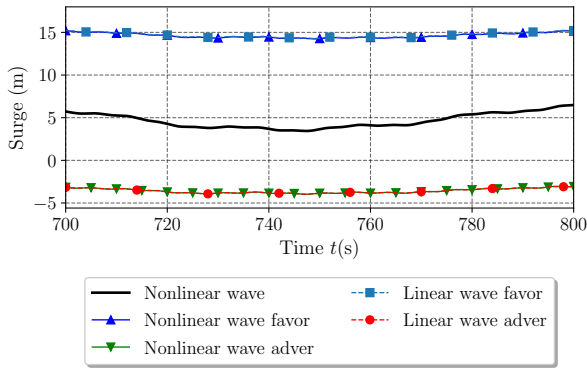 15
10
5
0
−5
Surge (m)
700 720 740 760 780 800
Time t(s)
Nonlinear wave
Nonlinear wave favor
Nonlinear wave adver
Linear wave favor
Linear wave adver